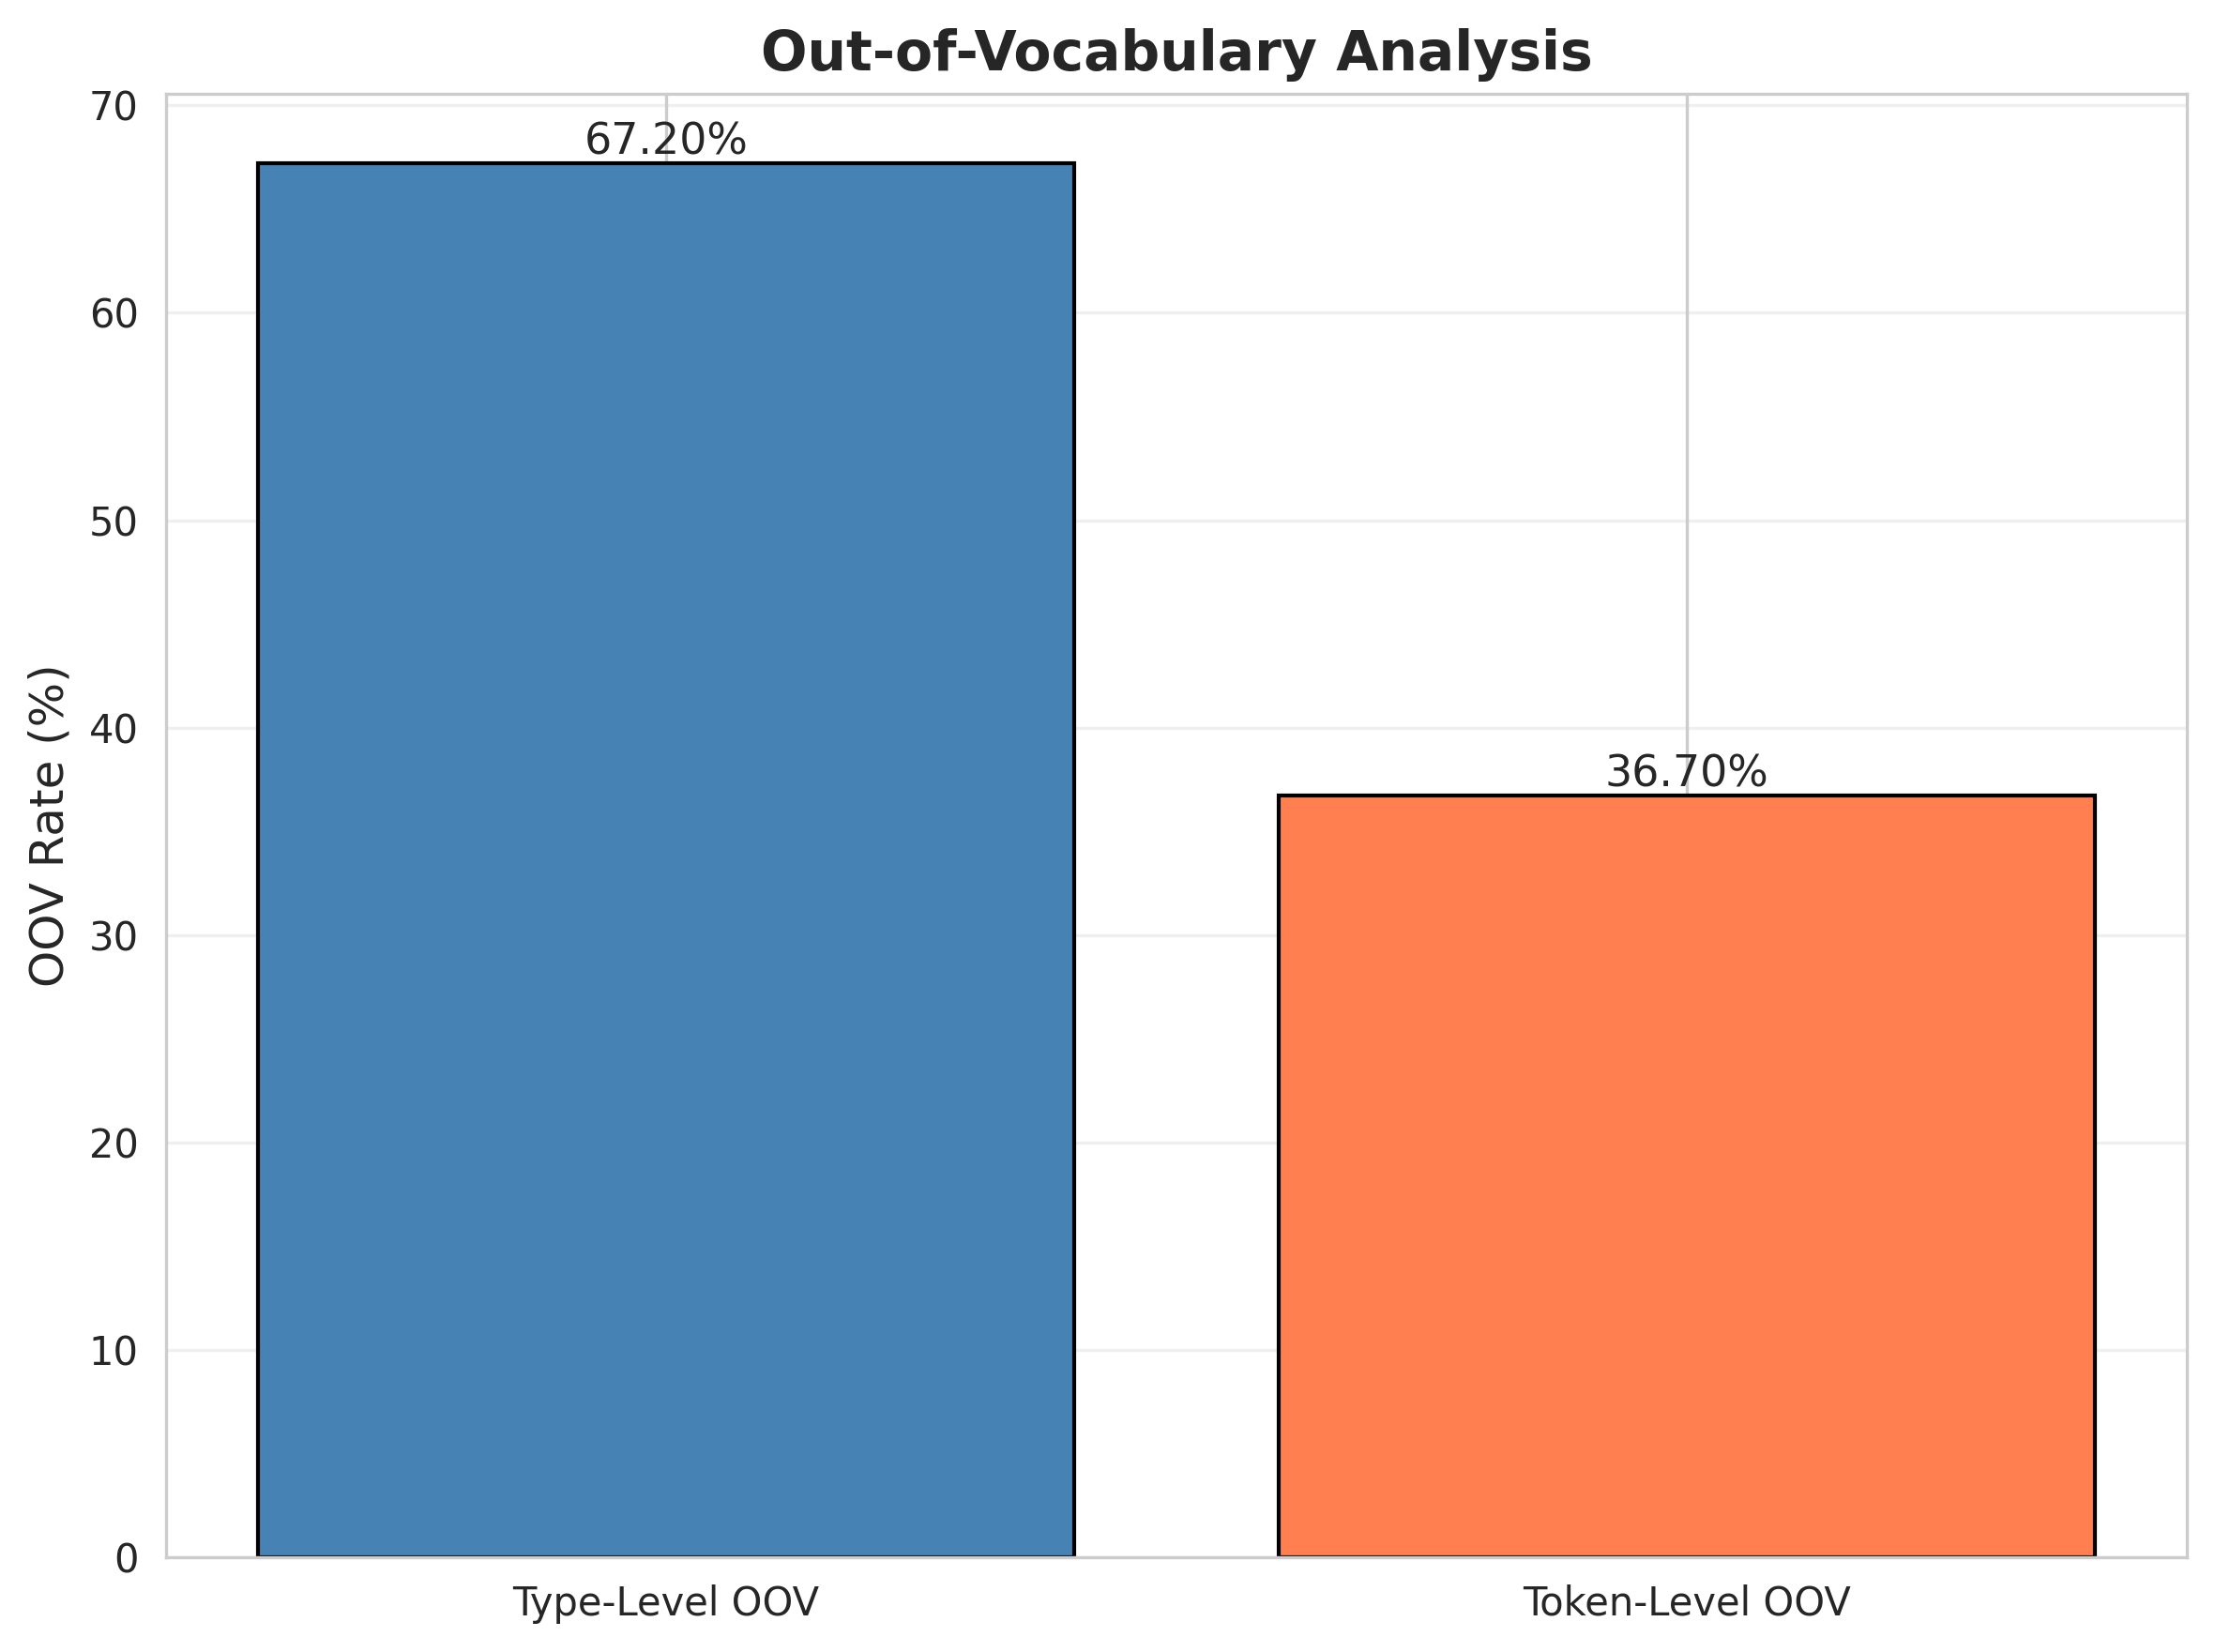 Out-of-Vocabulary Analysis
OOV Rate (%)
70
60
50
40
30
20
10
0
67.20%
36.70%
Type-Level OOV
Token-Level OOV